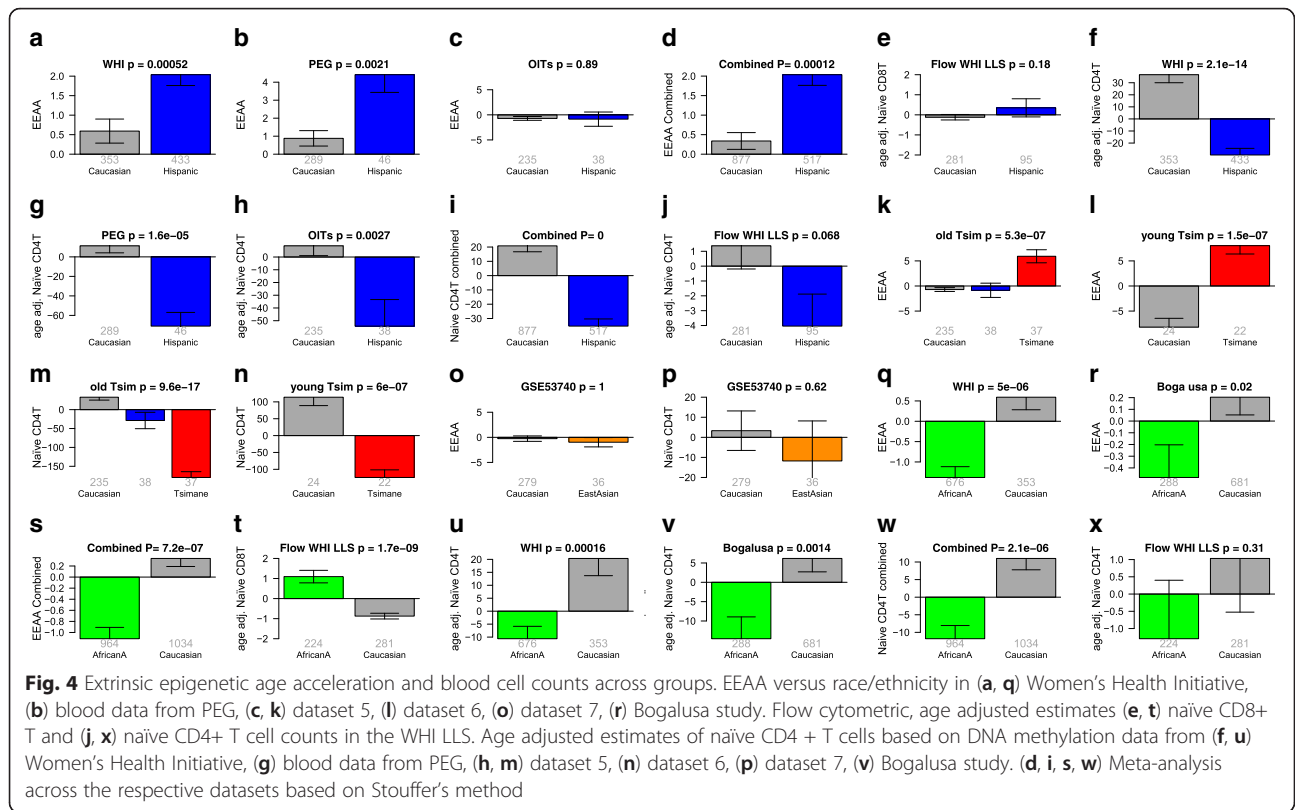 a
WHI p = 0.00052
EEAA
2.0
1.5
1.0
0.5
0.0
353
433
Caucasian
Hispanic
b
PEG p = 0.0021
EEAA
4
3
2
1
0
289
46
Caucasian
Hispanic
c
OITs p = 0.89
EEAA
5
0
−5
235
38
Caucasian
Hispanic
d
Combined P= 0.00012
EEAA Combined
2.0
1.5
1.0
0.5
0.0
877
517
Caucasian
Hispanic
e
Flow WHI LLS p = 0.18
age adj. Naïve CD8T
2
1
0
−1
−2
281
95
Caucasian
Hispanic
f
WHI p = 2.1e−14
age adj. Naïve CD4T
30
20
10
0
−10
−20
353
433
Caucasian
Hispanic
g
PEG p = 1.6e−05
age adj. Naïve CD4T
0
−20
−40
−60
289
46
Caucasian
Hispanic
h
OITs p = 0.0027
age adj. Naïve CD4T
0
−10
−20
−30
−40
−50
235
38
Caucasian
Hispanic
i
Combined P= 0
Naive CD4T combined
20
10
0
−10
−20
−30
877
517
Caucasian
Hispanic
j
Flow WHI LLS p = 0.068
age adj. Naïve CD4T
1
0
−1
−2
−3
−4
281
95
Caucasian
Hispanic
k
old Tsim p = 5.3e−07
EEAA
5
0
−5
235
38
37
Caucasian
Tsimane
l
young Tsim p = 1.5e−07
EEAA
5
0
−5
24
22
Caucasian
Tsimane
m
old Tsim p = 9.6e−17
Naïve CD4T
0
−50
−100
−150
235
38
37
Caucasian
Tsimane
n
young Tsim p = 6e−07
Naïve CD4T
100
50
0
−50
−100
24
22
Caucasian
Tsimane
o
GSE53740 p = 1
EEAA
5
0
−5
279
36
Caucasian
EastAsian
p
GSE53740 p = 0.62
Naïve CD4T
20
10
0
−10
−20
279
36
Caucasian
EastAsian
q
WHI p = 5e−06
EEAA
0.5
0.0
−0.5
−1.0
676
353
AfricanA
Caucasian
r
Boga usa p = 0.02
EEAA
0.2
0.1
0.0
−0.1
−0.2
−0.3
−0.4
288
681
AfricanA
Caucasian
s
Combined P= 7.2e−07
EEAA Combined
0.2
0.0
−0.2
−0.4
−0.6
−0.8
−1.0
964
1034
AfricanA
Caucasian
t
Flow WHI LLS p = 1.7e−09
age adj. Naïve CD8T
2
1
0
−1
−2
224
281
AfricanA
Caucasian
u
WHI p = 0.00016
age adj. Naïve CD4T
20
15
10
5
0
−5
−10
676
353
AfricanA
Caucasian
v
Bogalusa p = 0.0014
age adj. Naïve CD4T
5
0
−5
−10
288
681
AfricanA
Caucasian
w
Combined P= 2.1e−06
Naive CD4T combined
10
5
0
−5
−10
964
1034
AfricanA
Caucasian
x
Flow WHI LLS p = 0.31
age adj. Naïve CD4T
1.0
0.5
0.0
−0.5
−1.0
224
281
AfricanA
Caucasian
Fig. 4 Extrinsic epigenetic age acceleration and blood cell counts across groups. EEAA versus race/ethnicity in (a, q) Women's Health Initiative,
(b) blood data from PEG, (c, k) dataset 5, (l) dataset 6, (o) dataset 7, (r) Bogalusa study. Flow cytometric, age adjusted estimates (e, t) naïve CD8+
T and (j, x) naïve CD4+ T cell counts in the WHI LLS. Age adjusted estimates of naïve CD4 + T cells based on DNA methylation data from (f, u)
Women's Health Initiative, (g) blood data from PEG, (h, m) dataset 5, (n) dataset 6, (p) dataset 7, (v) Bogalusa study. (d, i, s, w) Meta-analysis
across the respective datasets based on Stouffer's method